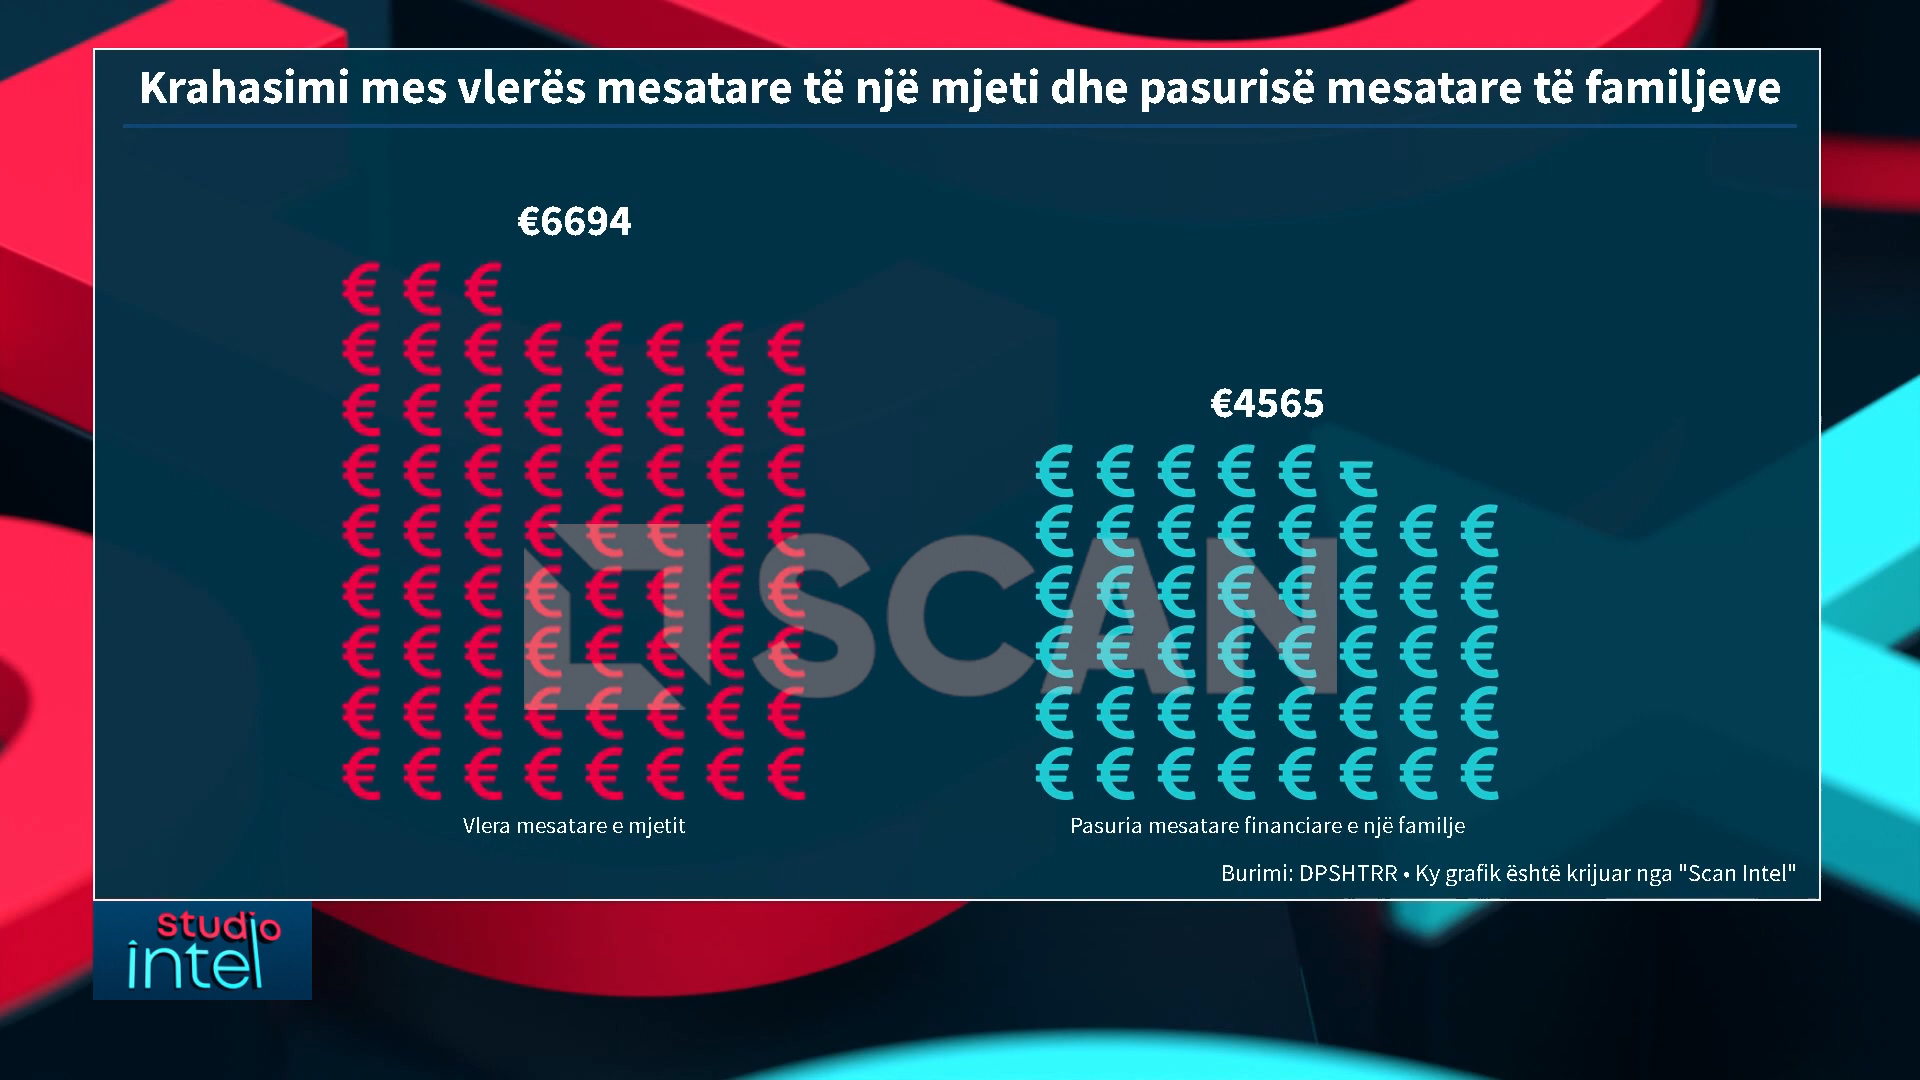 Krahasimi mes vlerës mesatare të një mjeti dhe pasurisë mesatare të familjeve
€6694
€ € €
€ € € € € € € €
€ € € € € € € €
€ € € € € € € €
€ € € € € € € €
€ € € € € € € €
€ € € € € € € €
€ € € € € € € €
€ € € € € € € €
Vlera mesatare e mjetit
€4565
€ € € € € €
€ € € € € € € €
€ € € € € € € €
€ € € € € € € €
€ € € € € € € €
€ € € € € € € €
Pasuria mesatare financiare e një familje
SCAN
Burimi: DPSHTRR • Ky grafik është krijuar nga "Scan Intel"
studio
intel